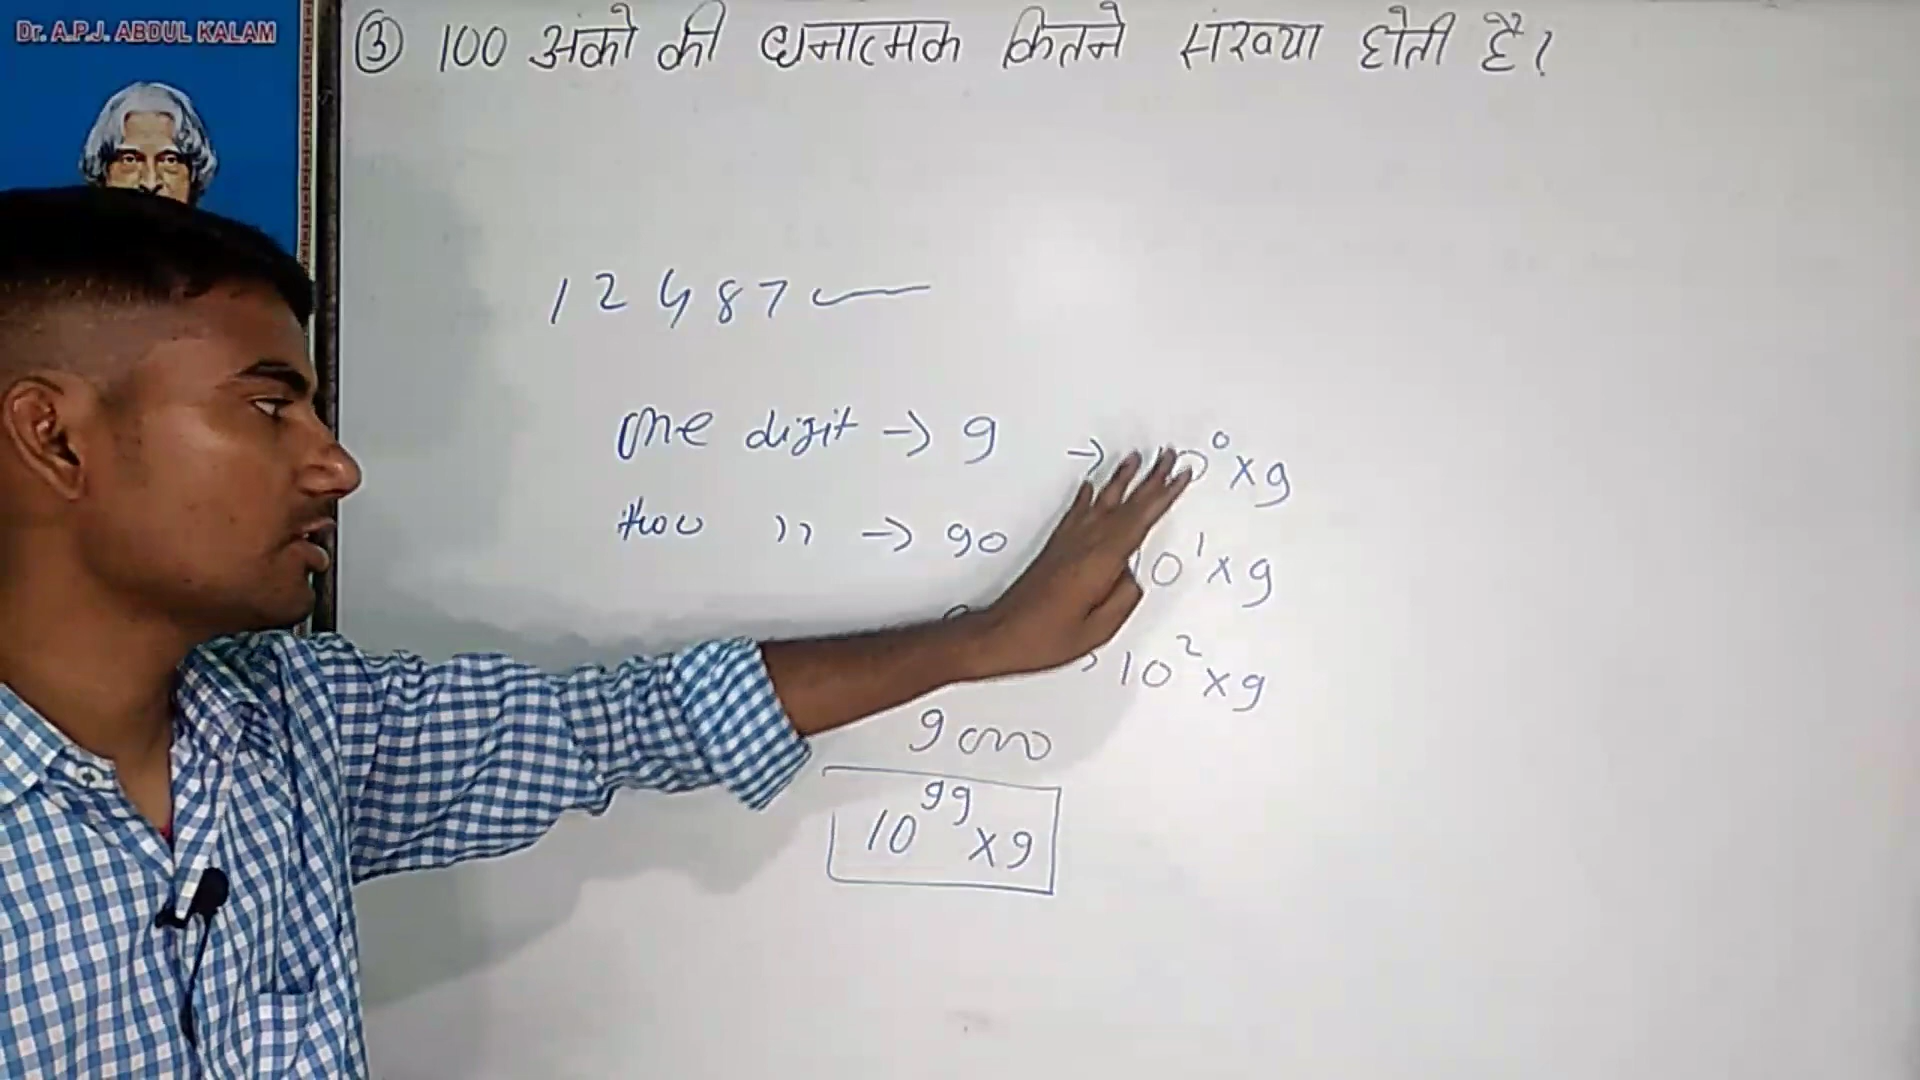 Dr. A.P.J. ABDUL KALAM
③ 100 अंको की धनात्मक कितने संख्या होती है?
1 2 4 8 7
one digit → 9 → 10⁰ x 9
two " → 90 10¹ x 9
→ 10² x 9
9000
10⁹⁹ x 9